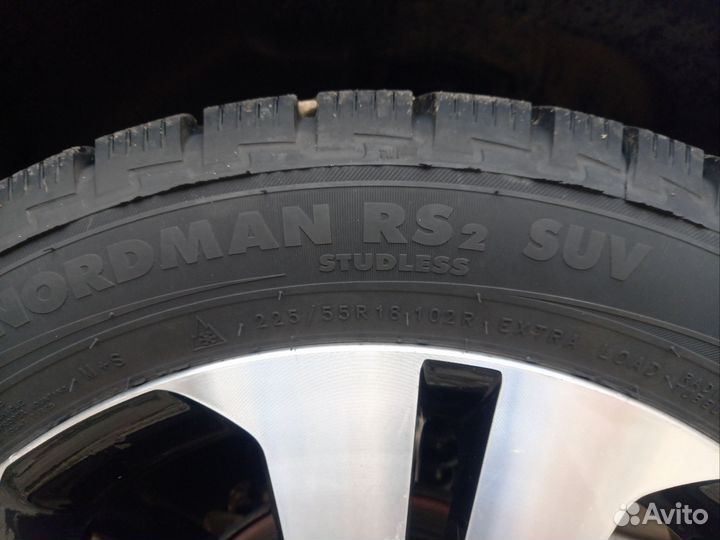 NORDMAN RS2 SUV
STUDLESS
M+S 225/55R18 102R EXTRA LOAD
Avito